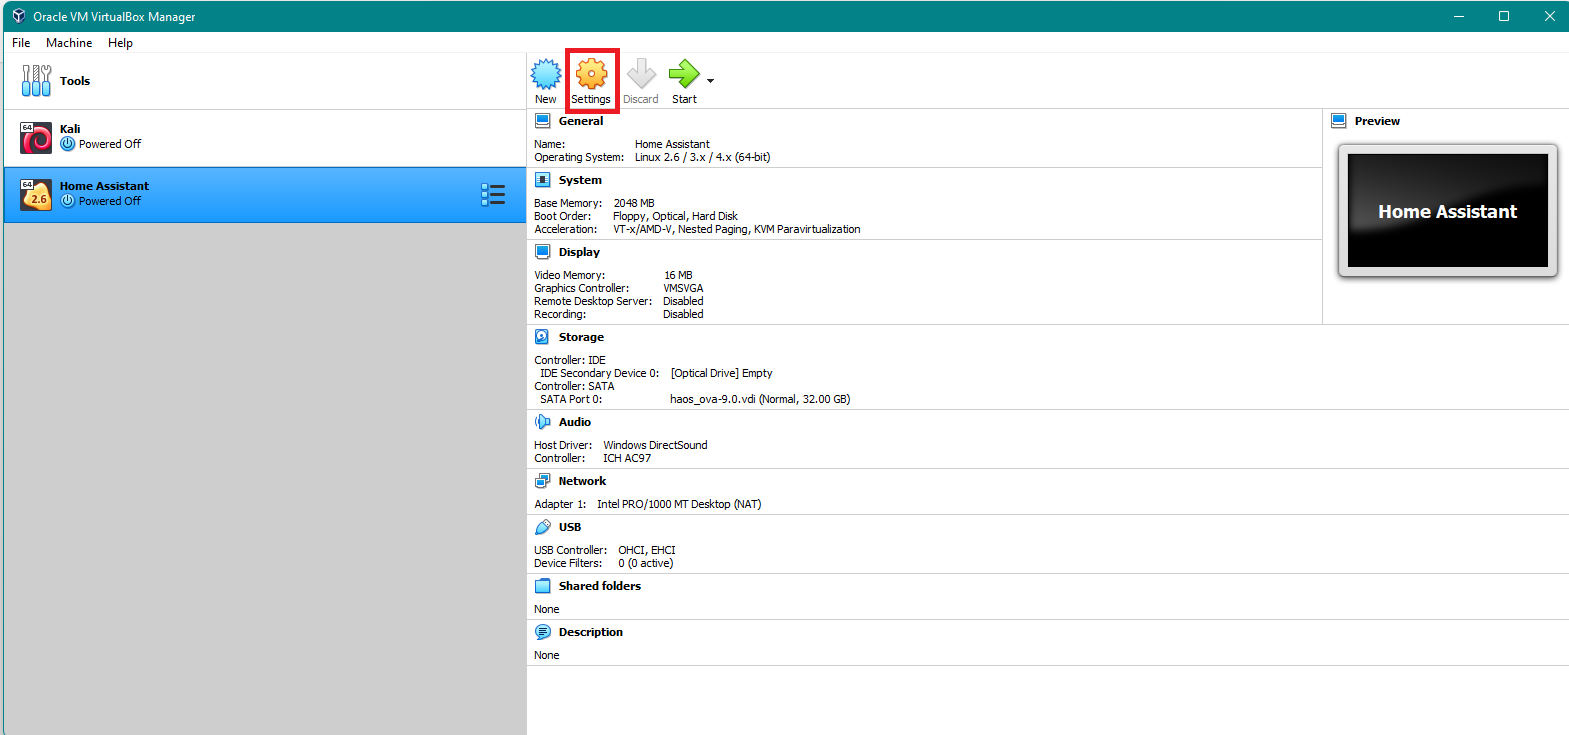 Oracle VM VirtualBox Manager
File Machine Help
Tools
New Settings Discard Start
64
Kali
Powered Off
64
2.6
Home Assistant
Powered Off
General
Name: Home Assistant
Operating System: Linux 2.6 / 3.x / 4.x (64-bit)
System
Base Memory: 2048 MB
Boot Order: Floppy, Optical, Hard Disk
Acceleration: VT-x/AMD-V, Nested Paging, KVM Paravirtualization
Display
Video Memory: 16 MB
Graphics Controller: VMSVGA
Remote Desktop Server: Disabled
Recording: Disabled
Preview
Home Assistant
Storage
Controller: IDE
IDE Secondary Device 0: [Optical Drive] Empty
Controller: SATA
SATA Port 0: haos_ova-9.0.vdi (Normal, 32.00 GB)
Audio
Host Driver: Windows DirectSound
Controller: ICH AC97
Network
Adapter 1: Intel PRO/1000 MT Desktop (NAT)
USB
USB Controller: OHCI, EHCI
Device Filters: 0 (0 active)
Shared folders
None
Description
None